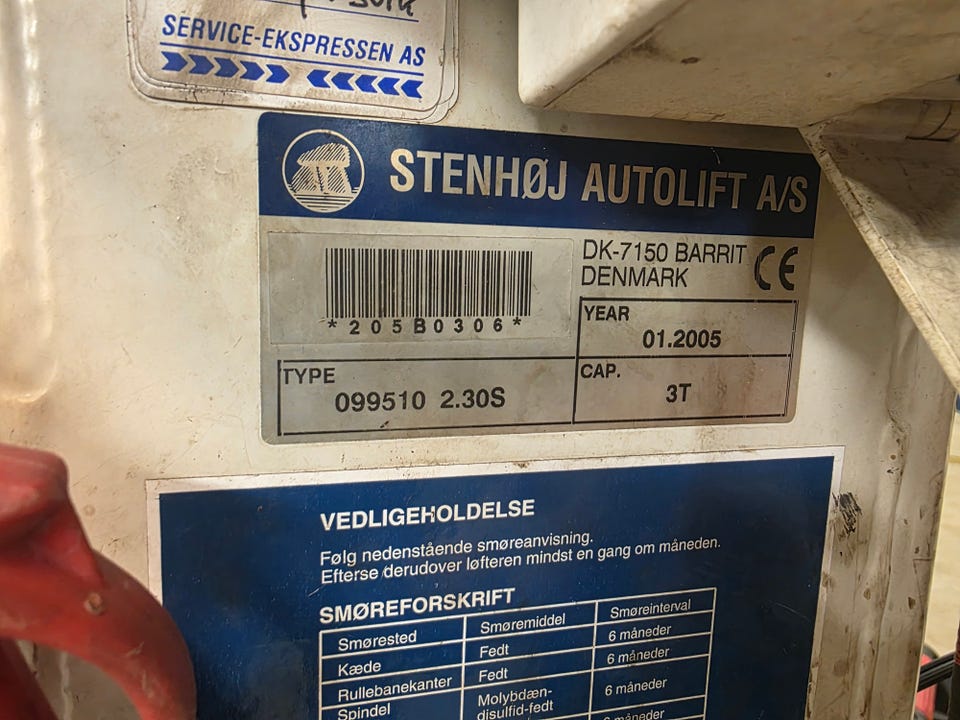 SERVICE-EKSPRESSEN AS
STENHØJ AUTOLIFT A/S
DK-7150 BARRIT
DENMARK
CE
*205B0306*
YEAR
01.2005
TYPE
099510 2.30S
CAP.
3T
VEDLIGEHOLDELSE
Følg nedenstående smøreanvisning.
Efterse derudover løfteren mindst en gang om måneden.
SMØREFORSKRIFT
Smørested Smøremiddel Smøreinterval
Kæde Fedt 6 måneder
Rullebanekanter Fedt 6 måneder
Spindel Molybdæn-
disulfid-fedt 6 måneder
6 måneder